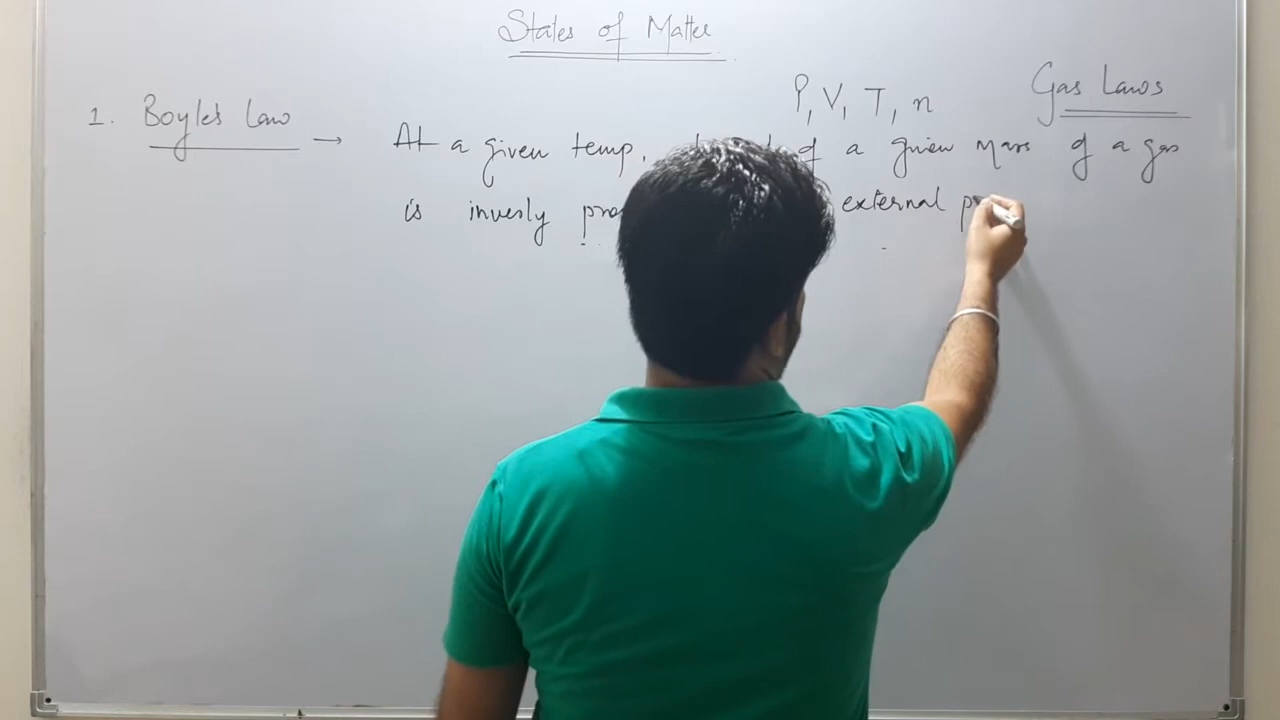 States of Matter
Gas Laws
P, V, T, n
1. Boyle's Law → At a given temp, of a given mass of a gas
is inversly external